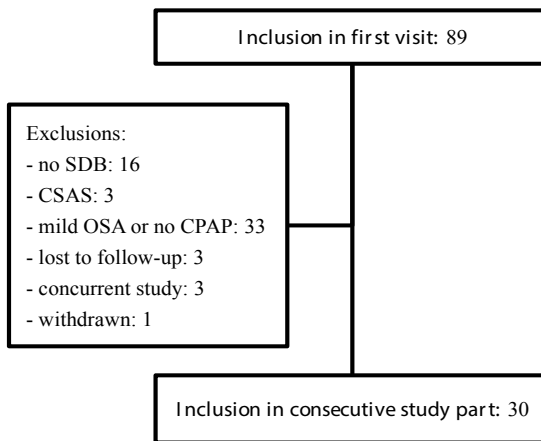 Inclusion in first visit: 89
Exclusions:
- no SDB: 16
- CSAS: 3
- mild OSA or no CPAP: 33
- lost to follow-up: 3
- concurrent study: 3
- withdrawn: 1
Inclusion in consecutive study part: 30